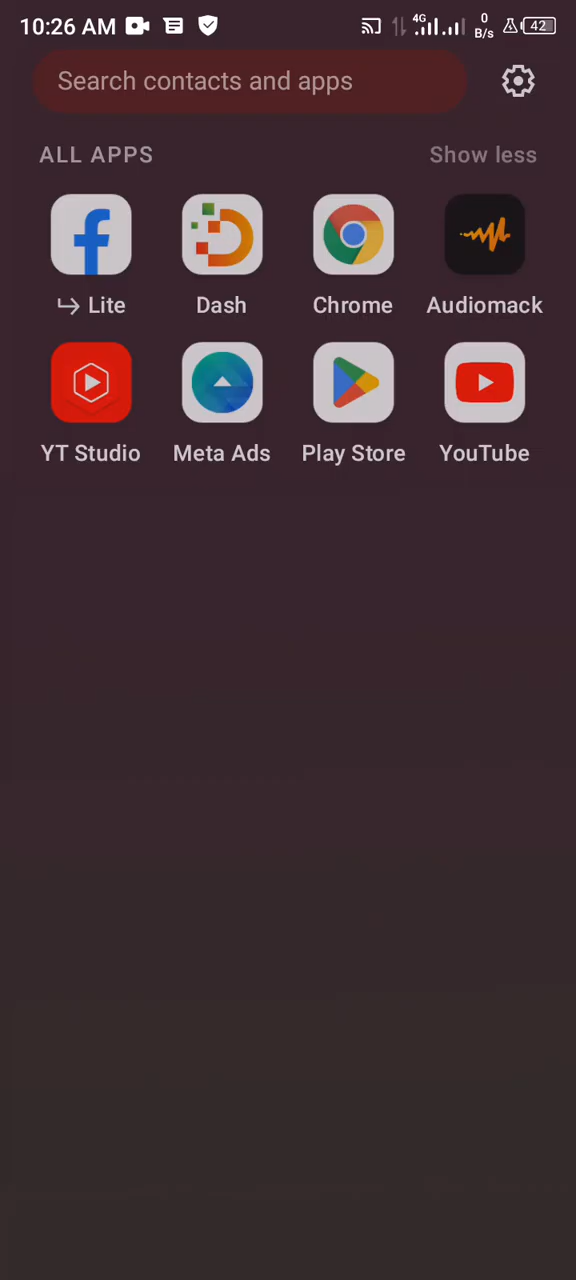 10:26 AM 4G 0 B/s 42
Search contacts and apps
ALL APPS Show less
Lite Dash Chrome Audiomack
YT Studio Meta Ads Play Store YouTube